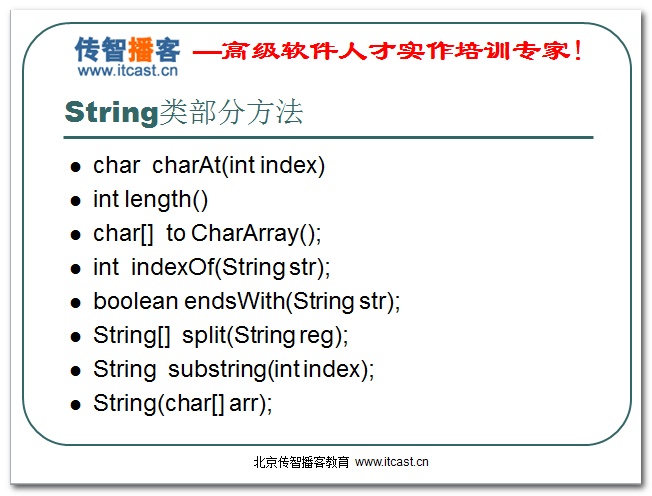 传智播客 —高级软件人才实作培训专家!
www.itcast.cn
String类部分方法
char charAt(int index)
int length()
char[] to CharArray();
int indexOf(String str);
boolean endsWith(String str);
String[] split(String reg);
String substring(int index);
String(char[] arr);
北京传智播客教育 www.itcast.cn